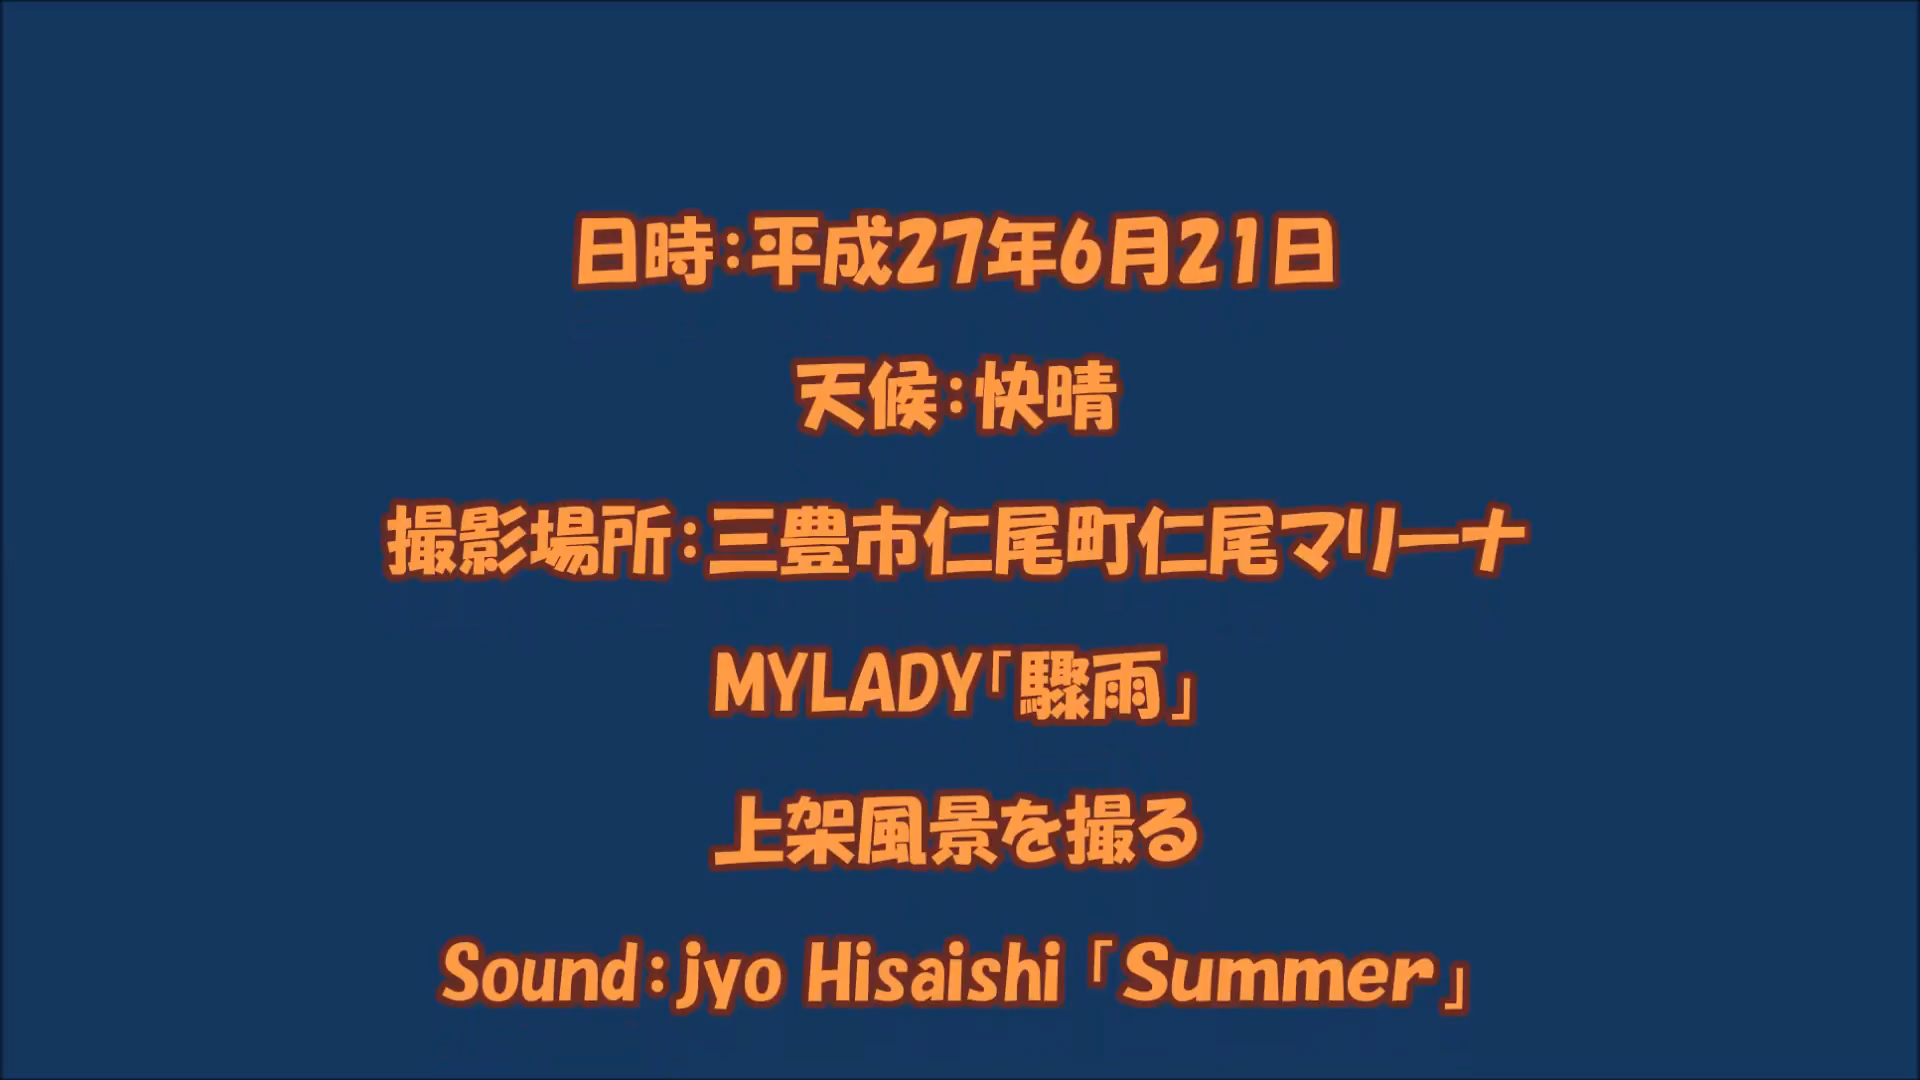 日時：平成27年6月21日
天候：快晴
撮影場所：三豊市仁尾町仁尾マリーナ
MYLADY「驟雨」
上架風景を撮る
Sound：jyo Hisaishi「Summer」